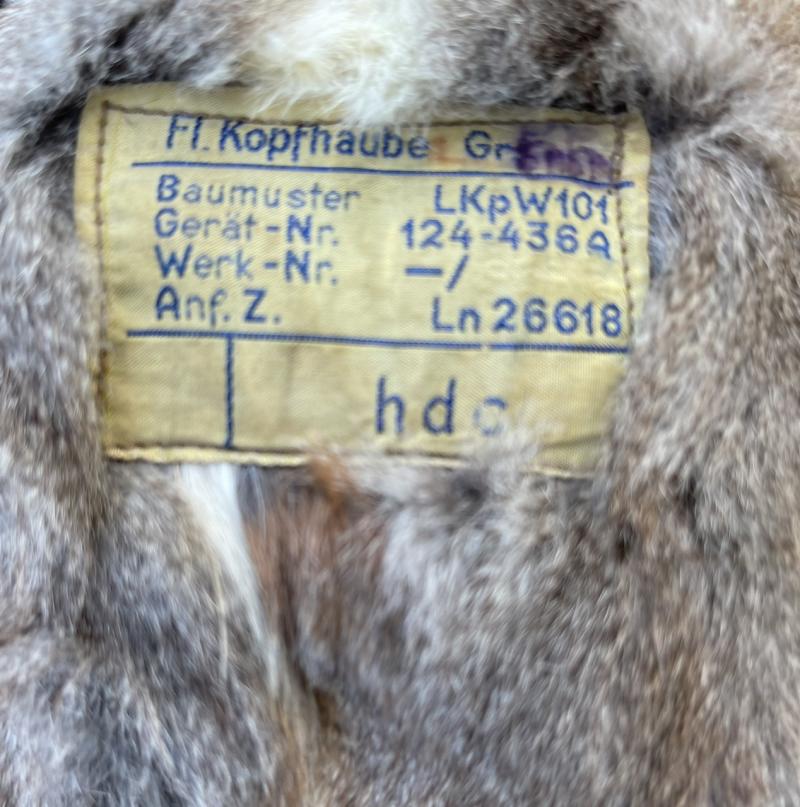 Fl. Kopfhaube Gr.
Baumuster LKpW101
Gerät-Nr. 124-436A
Werk-Nr. —/
Anf. Z. Ln 26618
hdc